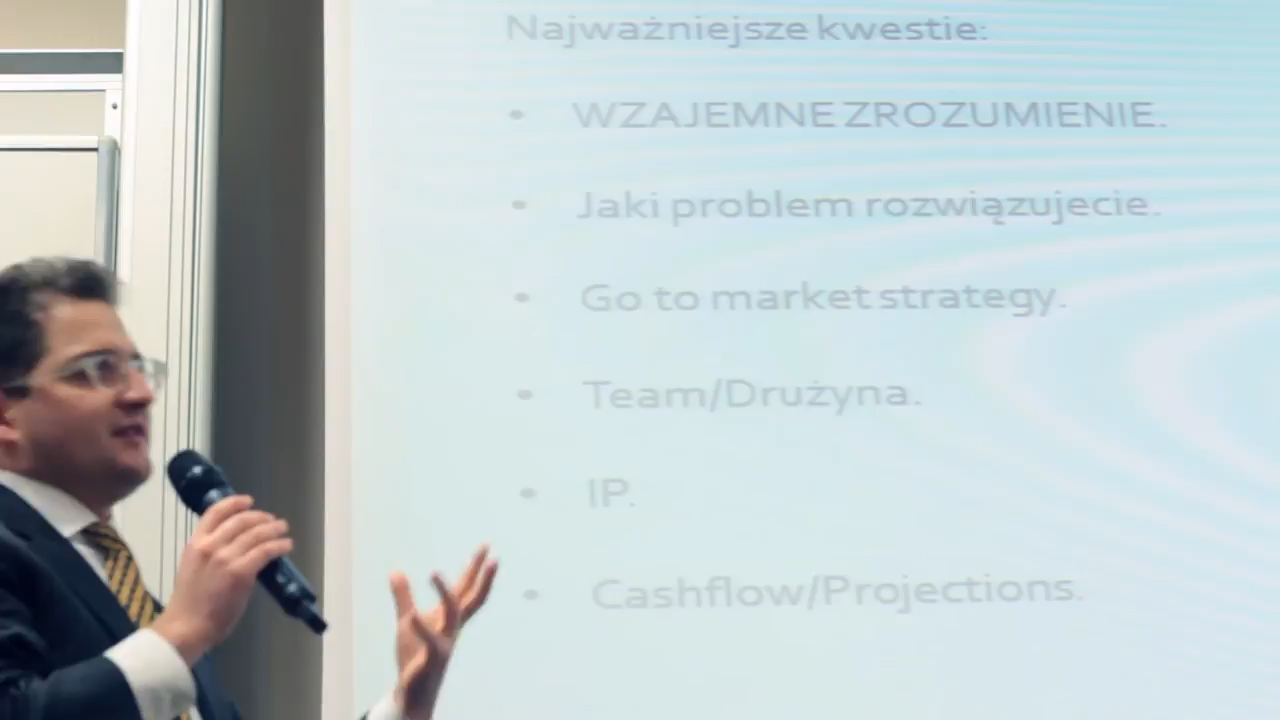 Najważniejsze kwestie:
• WZAJEMNE ZROZUMIENIE.
• Jaki problem rozwiązujecie.
• Go to market strategy.
• Team/Drużyna.
• IP.
• Cashflow/Projections.